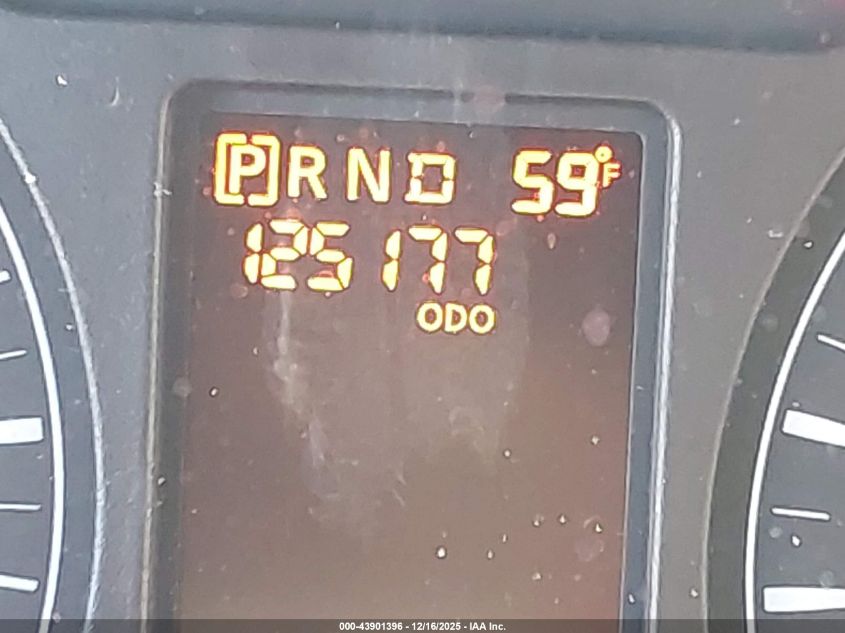 [P] R N D 59°F
125177
ODO
000-43901396 - 12/16/2025 - IAA Inc.